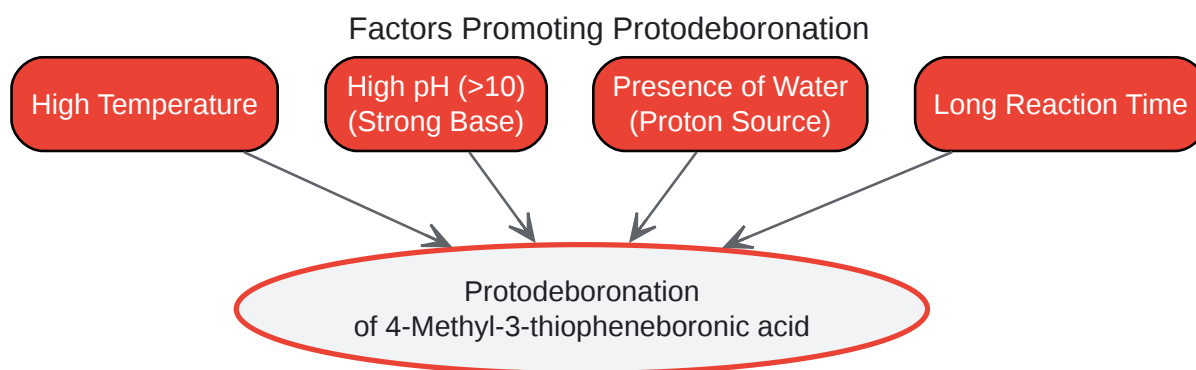 Factors Promoting Protodeboronation
High Temperature
High pH (>10)
(Strong Base)
Presence of Water
(Proton Source)
Long Reaction Time
Protodeboronation
of 4-Methyl-3-thiopheneboronic acid